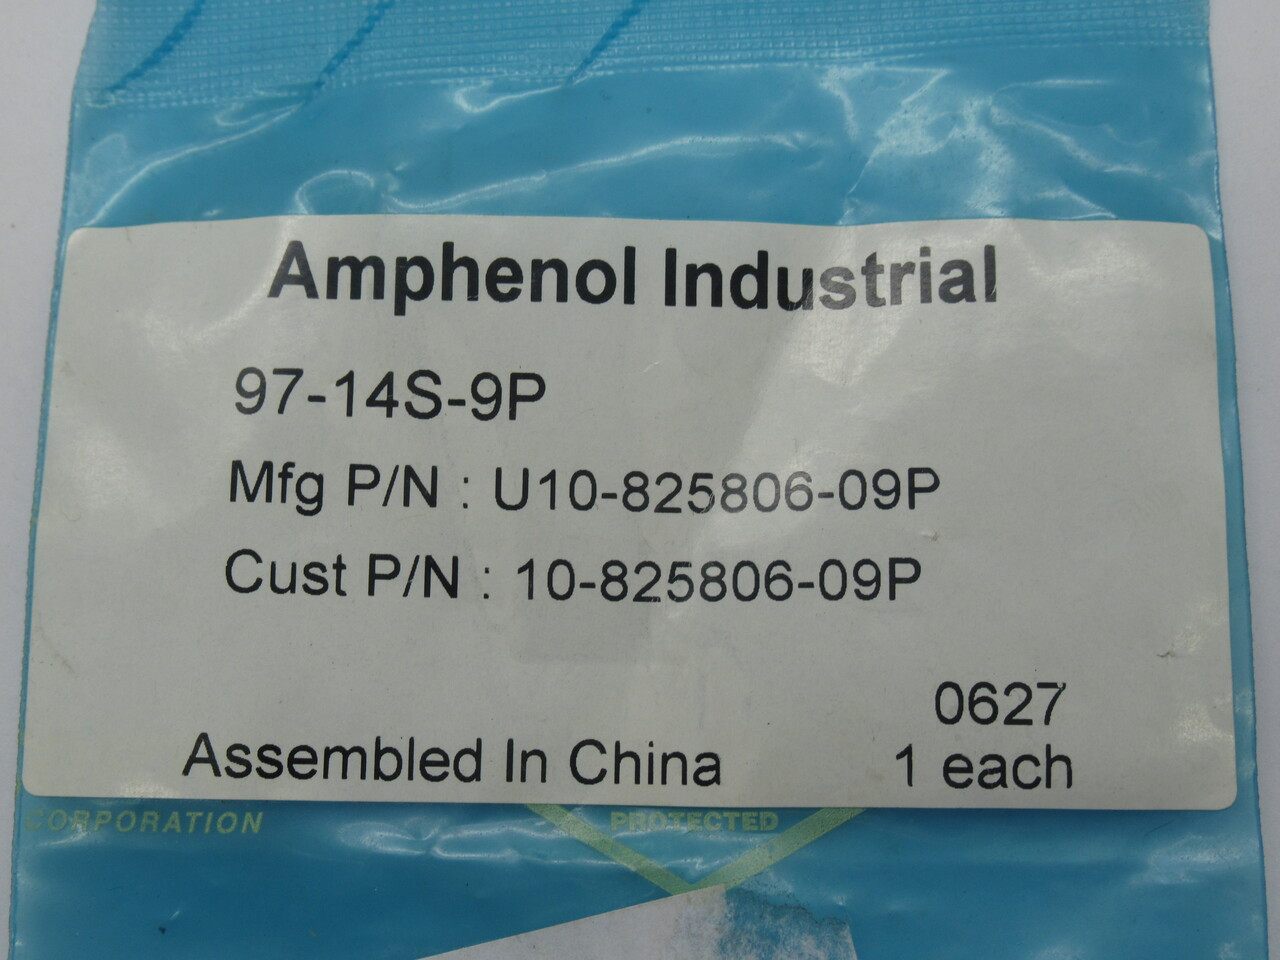 Amphenol Industrial
97-14S-9P
Mfg P/N : U10-825806-09P
Cust P/N : 10-825806-09P
0627
Assembled In China 1 each
CORPORATION PROTECTED